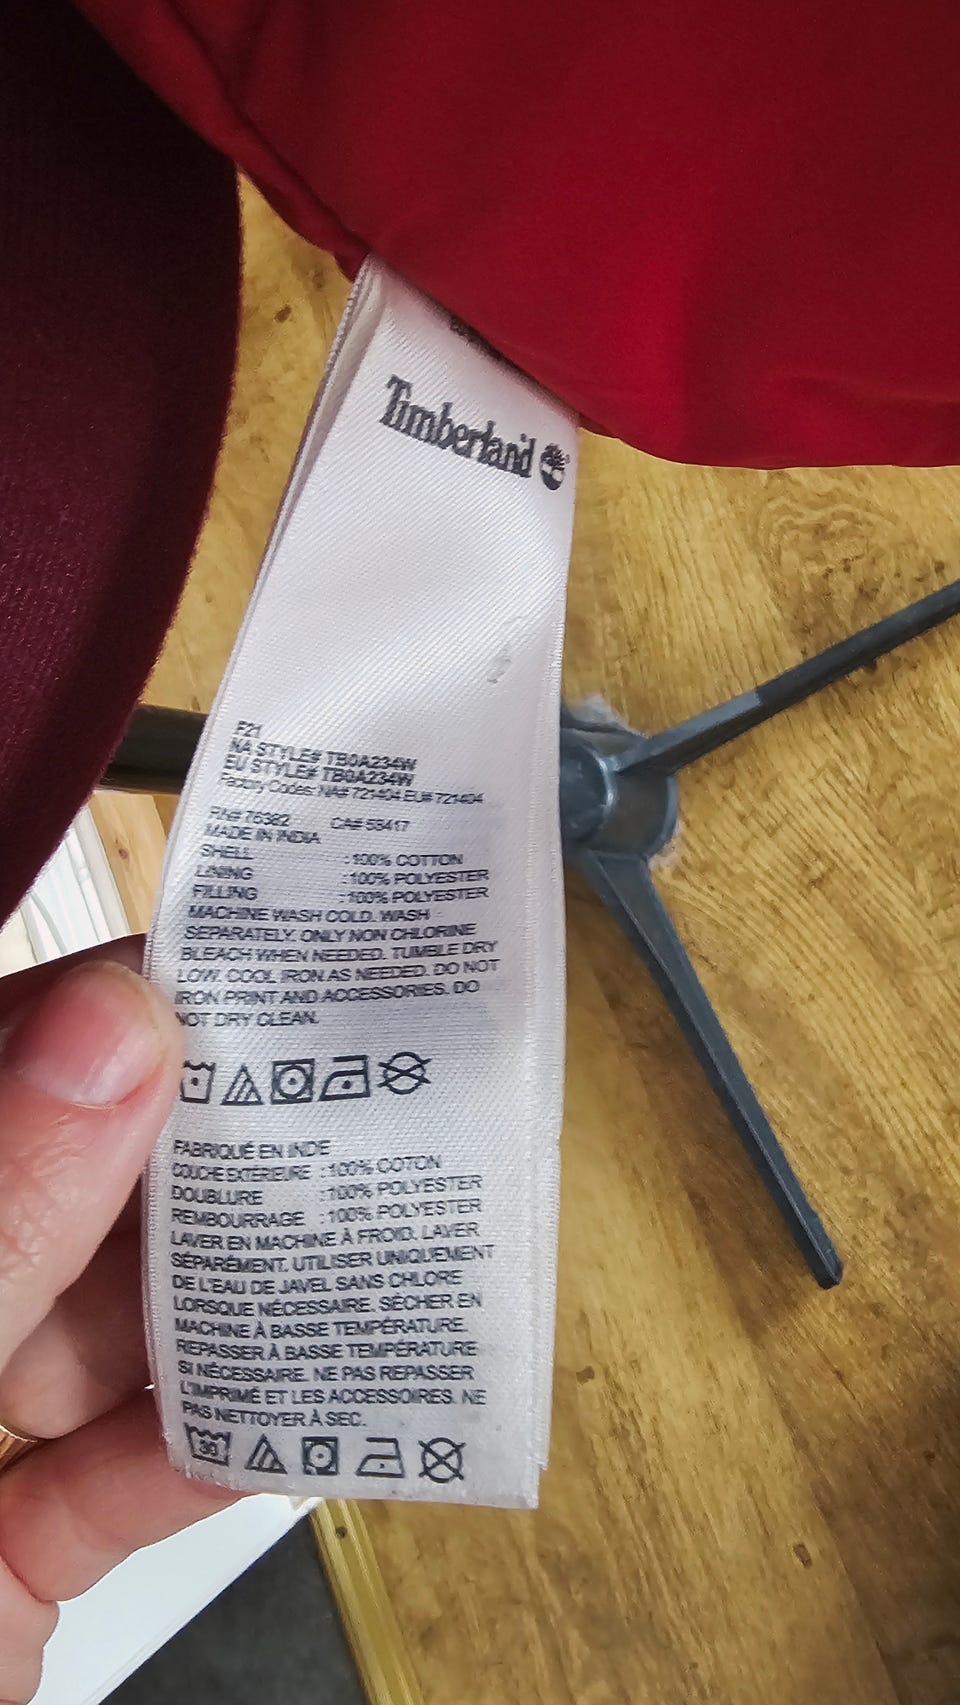 Timberland
F21
NA STYLE# TB0A234W
EU STYLE# TB0A234W
Factory Codes: NA# 721404 EU# 721404
RN# 76382 CA# 58417
MADE IN INDIA
SHELL :100% COTTON
LINING :100% POLYESTER
FILLING :100% POLYESTER
MACHINE WASH COLD. WASH
SEPARATELY. ONLY NON CHLORINE
BLEACH WHEN NEEDED. TUMBLE DRY
LOW. COOL IRON AS NEEDED. DO NOT
IRON PRINT AND ACCESSORIES. DO
NOT DRY CLEAN.
FABRIQUÉ EN INDE
COUCHE EXTÉRIEURE :100% COTON
DOUBLURE :100% POLYESTER
REMBOURRAGE :100% POLYESTER
LAVER EN MACHINE À FROID. LAVER
SÉPARÉMENT. UTILISER UNIQUEMENT
DE L'EAU DE JAVEL SANS CHLORE
LORSQUE NÉCESSAIRE. SÉCHER EN
MACHINE À BASSE TEMPÉRATURE.
REPASSER À BASSE TEMPÉRATURE
SI NÉCESSAIRE. NE PAS REPASSER
L'IMPRIMÉ ET LES ACCESSOIRES. NE
PAS NETTOYER À SEC.
30